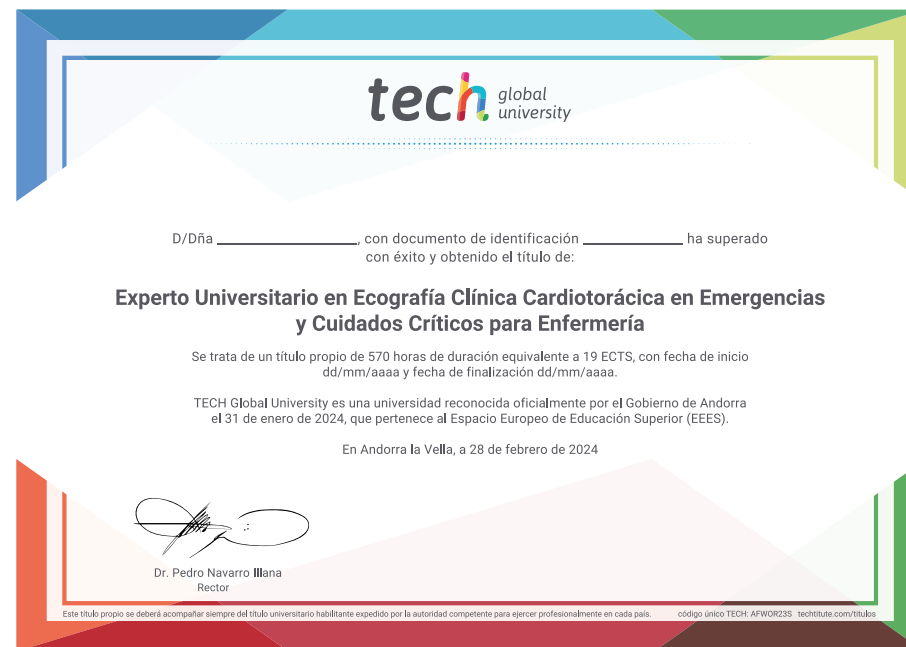 tech global university
D/Dña ____________________, con documento de identificación ______________ ha superado
con éxito y obtenido el título de:
Experto Universitario en Ecografía Clínica Cardiotorácica en Emergencias
y Cuidados Críticos para Enfermería
Se trata de un título propio de 570 horas de duración equivalente a 19 ECTS, con fecha de inicio
dd/mm/aaaa y fecha de finalización dd/mm/aaaa.
TECH Global University es una universidad reconocida oficialmente por el Gobierno de Andorra
el 31 de enero de 2024, que pertenece al Espacio Europeo de Educación Superior (EEES).
En Andorra la Vella, a 28 de febrero de 2024
Dr. Pedro Navarro Illana
Rector
Este título propio se deberá acompañar siempre del título universitario habilitante expedido por la autoridad competente para ejercer profesionalmente en cada país. código único TECH: AFWOR23S techtitute.com/titulos